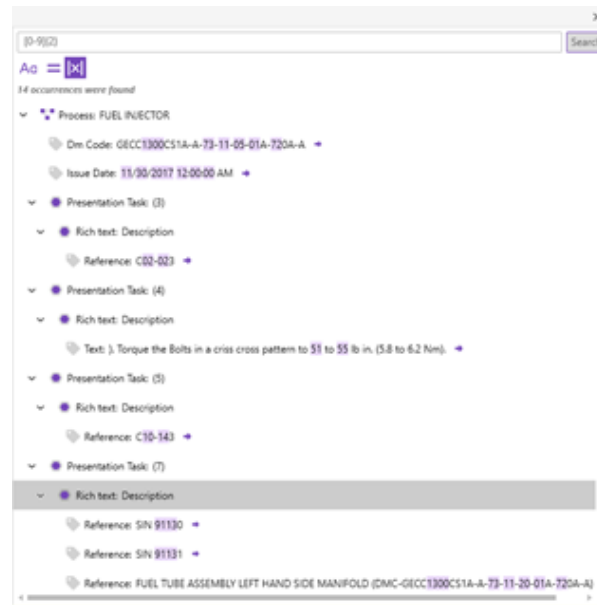 [0-9]{2}
Search
Aa
14 occurrences were found
Process: FUEL INJECTOR
Dm Code: GECC1300CS1A-A-73-11-05-01A-720A-A
Issue Date: 11/30/2017 12:00:00 AM
Presentation Task: (3)
Rich text: Description
Reference: C02-023
Presentation Task: (4)
Rich text: Description
Text: ). Torque the Bolts in a criss cross pattern to 51 to 55 lb in. (5.8 to 6.2 Nm).
Presentation Task: (5)
Rich text: Description
Reference: C10-143
Presentation Task: (7)
Rich text: Description
Reference: SIN 91130
Reference: SIN 91131
Reference: FUEL TUBE ASSEMBLY LEFT HAND SIDE MANIFOLD (DMC-GECC1300CS1A-A-73-11-20-01A-720A-A)